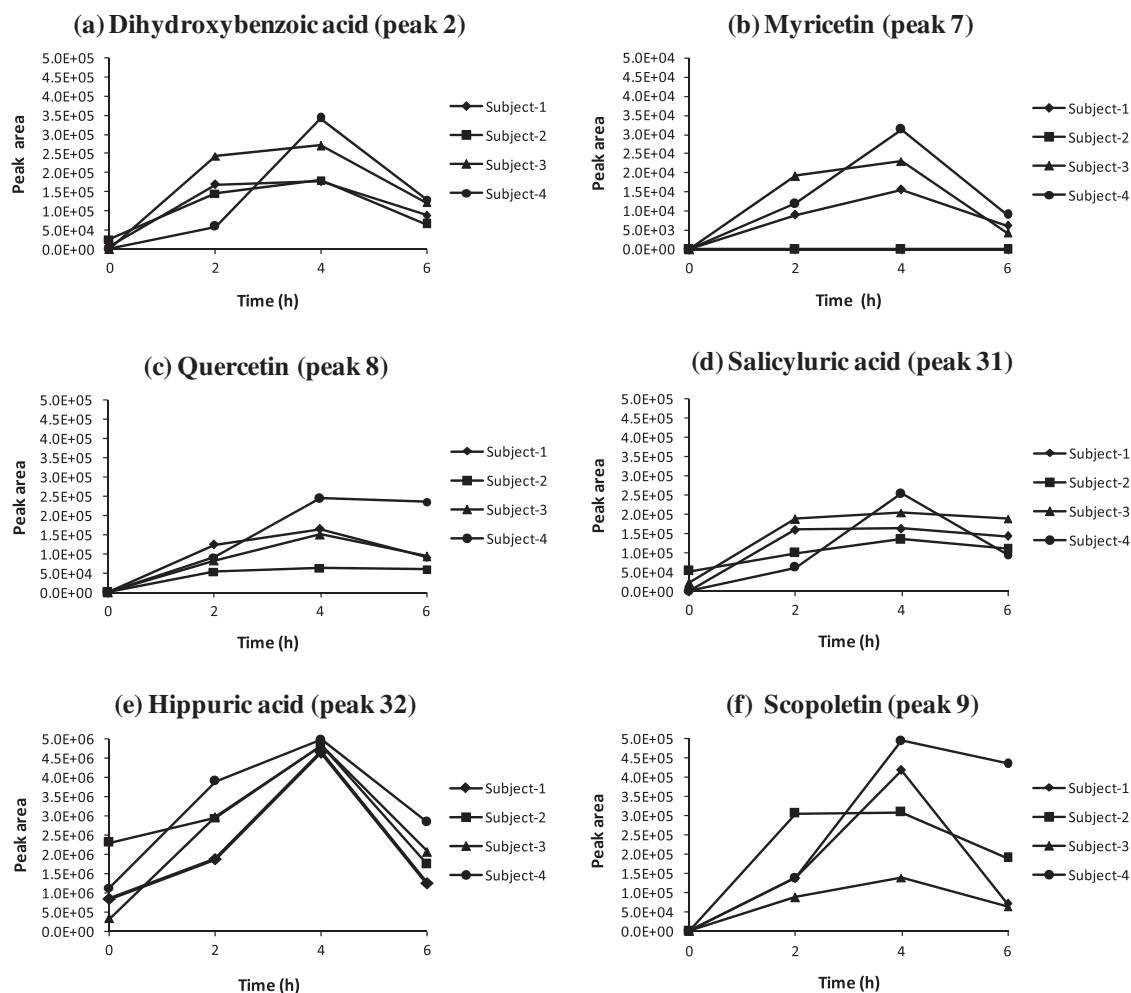 (a) Dihydroxybenzoic acid (peak 2)
5.0E+05
4.5E+05
4.0E+05
3.5E+05
3.0E+05
2.5E+05
2.0E+05
1.5E+05
1.0E+05
5.0E+04
0.0E+00
Peak area
0 2 4 6
Time (h)
Subject-1
Subject-2
Subject-3
Subject-4
(b) Myricetin (peak 7)
5.0E+04
4.5E+04
4.0E+04
3.5E+04
3.0E+04
2.5E+04
2.0E+04
1.5E+04
1.0E+04
5.0E+03
0.0E+00
Peak area
0 2 4 6
Time (h)
Subject-1
Subject-2
Subject-3
Subject-4
(c) Quercetin (peak 8)
5.0E+05
4.5E+05
4.0E+05
3.5E+05
3.0E+05
2.5E+05
2.0E+05
1.5E+05
1.0E+05
5.0E+04
0.0E+00
Peak area
0 2 4 6
Time (h)
Subject-1
Subject-2
Subject-3
Subject-4
(d) Salicyluric acid (peak 31)
5.0E+05
4.5E+05
4.0E+05
3.5E+05
3.0E+05
2.5E+05
2.0E+05
1.5E+05
1.0E+05
5.0E+04
0.0E+00
Peak area
0 2 4 6
Time (h)
Subject-1
Subject-2
Subject-3
Subject-4
(e) Hippuric acid (peak 32)
5.0E+06
4.5E+06
4.0E+06
3.5E+06
3.0E+06
2.5E+06
2.0E+06
1.5E+06
1.0E+06
5.0E+05
0.0E+00
Peak area
0 2 4 6
Time (h)
Subject-1
Subject-2
Subject-3
Subject-4
(f) Scopoletin (peak 9)
5.0E+05
4.5E+05
4.0E+05
3.5E+05
3.0E+05
2.5E+05
2.0E+05
1.5E+05
1.0E+05
5.0E+04
0.0E+00
Peak area
0 2 4 6
Time (h)
Subject-1
Subject-2
Subject-3
Subject-4